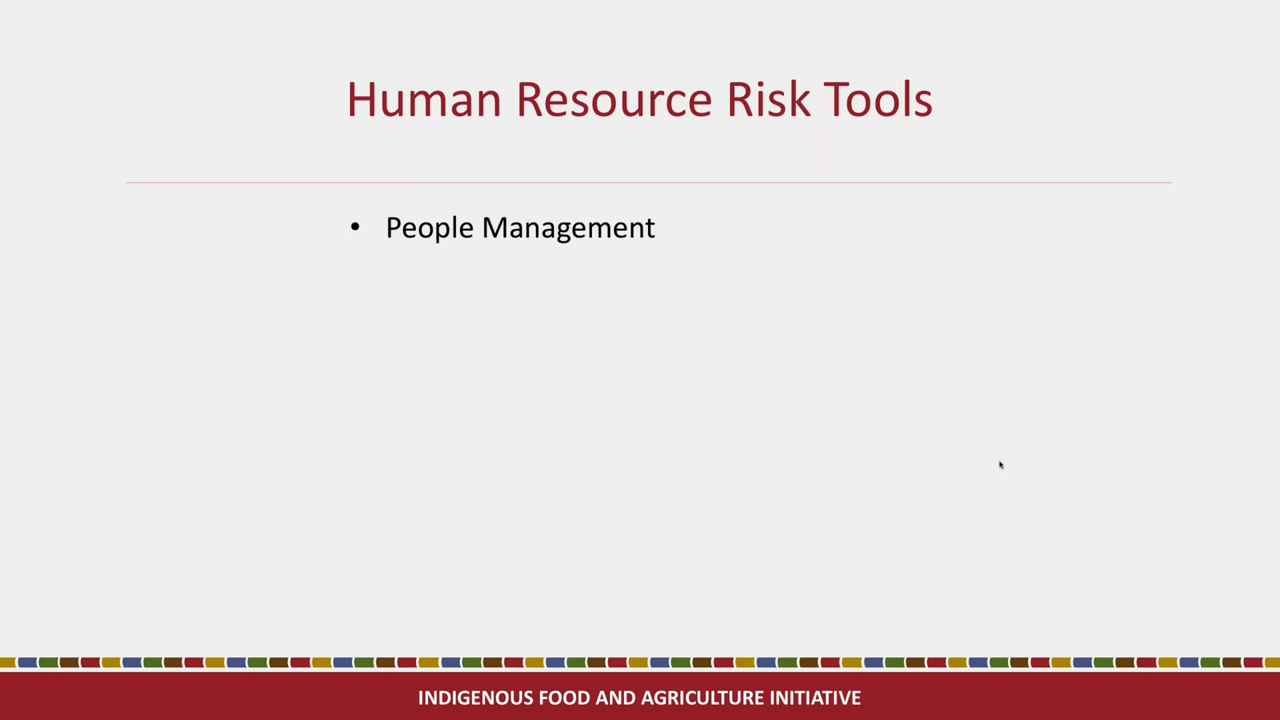 Human Resource Risk Tools
• People Management
INDIGENOUS FOOD AND AGRICULTURE INITIATIVE